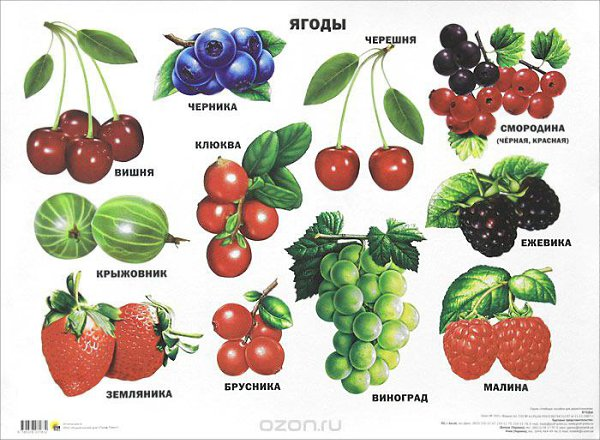 ЯГОДЫ
ЧЕРЕШНЯ
ЧЕРНИКА
СМОРОДИНА
(ЧЁРНАЯ, КРАСНАЯ)
КЛЮКВА
ВИШНЯ
ЕЖЕВИКА
КРЫЖОВНИК
ЗЕМЛЯНИКА
БРУСНИКА
ВИНОГРАД
МАЛИНА
ozon.ru